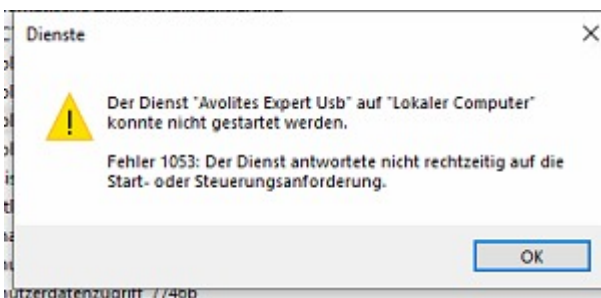 Dienste
Der Dienst "Avolites Expert Usb" auf "Lokaler Computer"
konnte nicht gestartet werden.
Fehler 1053: Der Dienst antwortete nicht rechtzeitig auf die
Start- oder Steuerungsanforderung.
OK